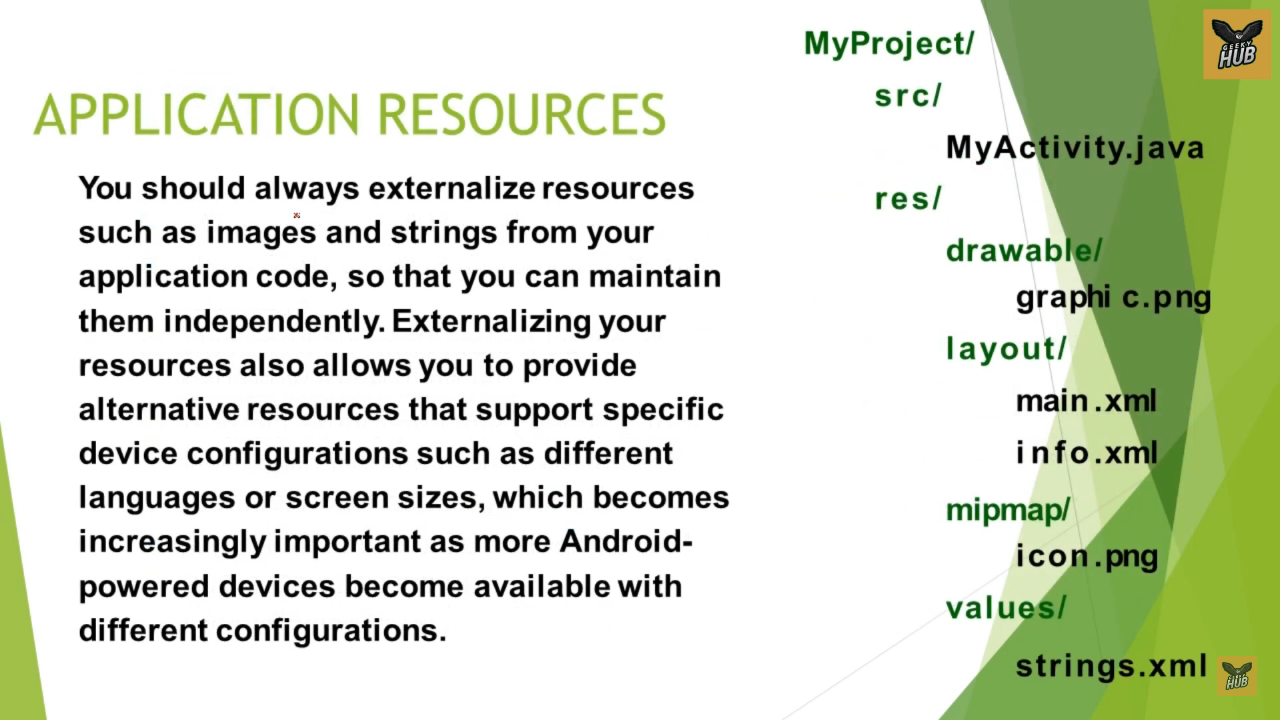 APPLICATION RESOURCES
You should always externalize resources
such as images and strings from your
application code, so that you can maintain
them independently. Externalizing your
resources also allows you to provide
alternative resources that support specific
device configurations such as different
languages or screen sizes, which becomes
increasingly important as more Android-
powered devices become available with
different configurations.
MyProject/
src/
MyActivity.java
res/
drawable/
graphi c.png
layout/
main.xml
info.xml
mipmap/
icon.png
values/
strings.xml
GEEKY
HUB
GEEKY
HUB